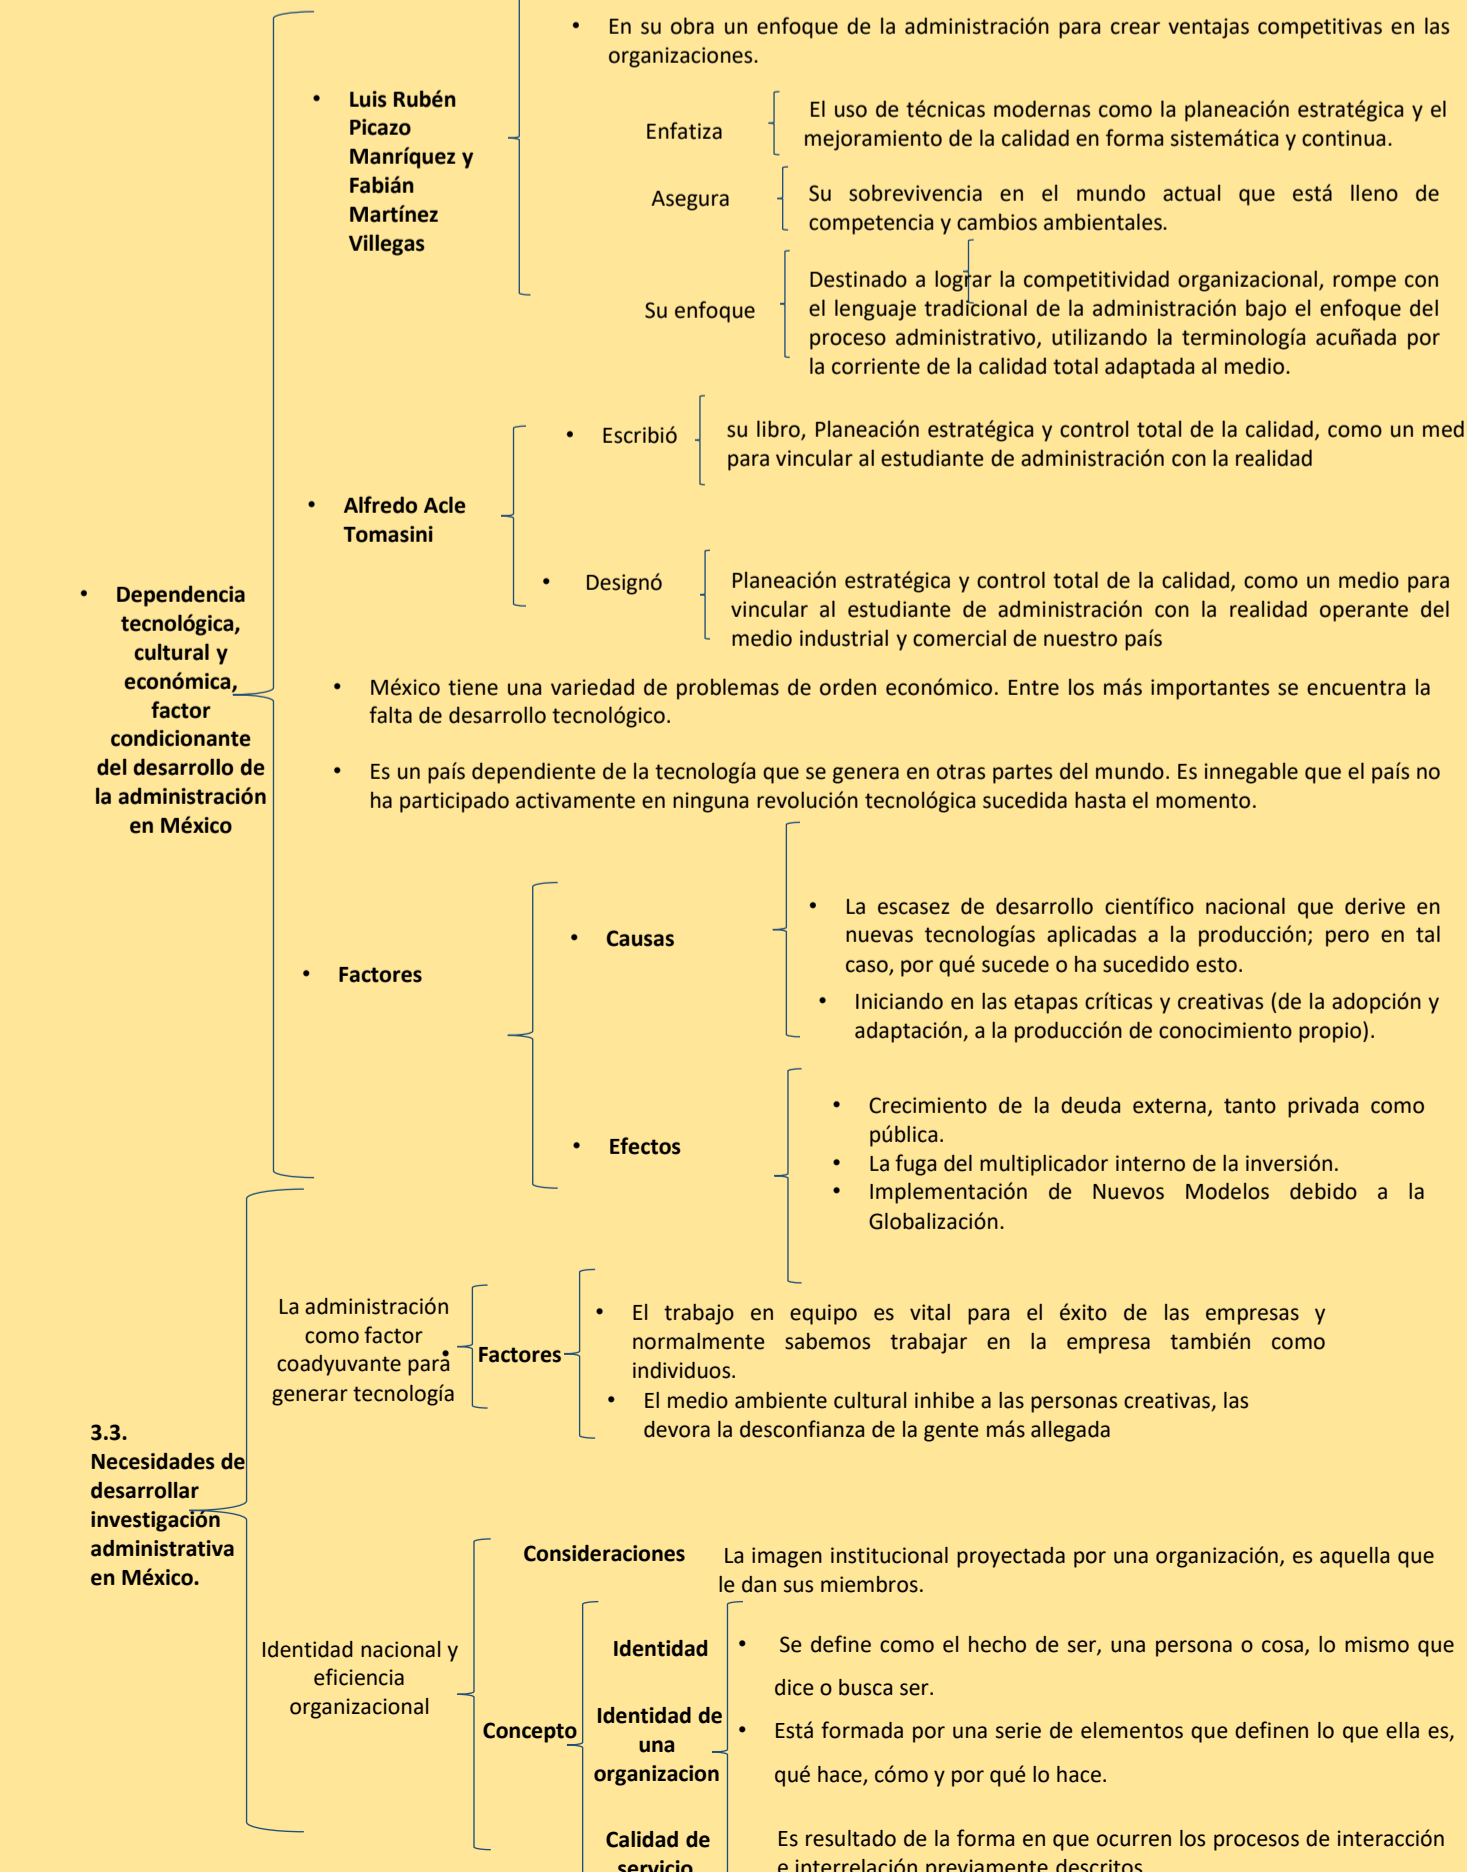 • En su obra un enfoque de la administración para crear ventajas competitivas en las
organizaciones.
• Luis Rubén
Picazo
Manríquez y
Fabián
Martínez
Villegas
Enfatiza
El uso de técnicas modernas como la planeación estratégica y el
mejoramiento de la calidad en forma sistemática y continua.
Asegura
Su sobrevivencia en el mundo actual que está lleno de
competencia y cambios ambientales.
Su enfoque
Destinado a lograr la competitividad organizacional, rompe con
el lenguaje tradicional de la administración bajo el enfoque del
proceso administrativo, utilizando la terminología acuñada por
la corriente de la calidad total adaptada al medio.
• Alfredo Acle
Tomasini
• Escribió
su libro, Planeación estratégica y control total de la calidad, como un med
para vincular al estudiante de administración con la realidad
• Designó
Planeación estratégica y control total de la calidad, como un medio para
vincular al estudiante de administración con la realidad operante del
medio industrial y comercial de nuestro país
• Dependencia
tecnológica,
cultural y
económica,
factor
condicionante
del desarrollo de
la administración
en México
• México tiene una variedad de problemas de orden económico. Entre los más importantes se encuentra la
falta de desarrollo tecnológico.
• Es un país dependiente de la tecnología que se genera en otras partes del mundo. Es innegable que el país no
ha participado activamente en ninguna revolución tecnológica sucedida hasta el momento.
• Factores
• Causas
• La escasez de desarrollo científico nacional que derive en
nuevas tecnologías aplicadas a la producción; pero en tal
caso, por qué sucede o ha sucedido esto.
• Iniciando en las etapas críticas y creativas (de la adopción y
adaptación, a la producción de conocimiento propio).
• Efectos
• Crecimiento de la deuda externa, tanto privada como
pública.
• La fuga del multiplicador interno de la inversión.
• Implementación de Nuevos Modelos debido a la
Globalización.
3.3.
Necesidades de
desarrollar
investigación
administrativa
en México.
La administración
como factor
coadyuvante para
generar tecnología
• Factores
• El trabajo en equipo es vital para el éxito de las empresas y
normalmente sabemos trabajar en la empresa también como
individuos.
• El medio ambiente cultural inhibe a las personas creativas, las
devora la desconfianza de la gente más allegada
Identidad nacional y
eficiencia
organizacional
Consideraciones
La imagen institucional proyectada por una organización, es aquella que
le dan sus miembros.
Concepto
Identidad
• Se define como el hecho de ser, una persona o cosa, lo mismo que
dice o busca ser.
Identidad de
una
organizacion
• Está formada por una serie de elementos que definen lo que ella es,
qué hace, cómo y por qué lo hace.
Calidad de
servicio
Es resultado de la forma en que ocurren los procesos de interacción
e interrelación previamente descritos